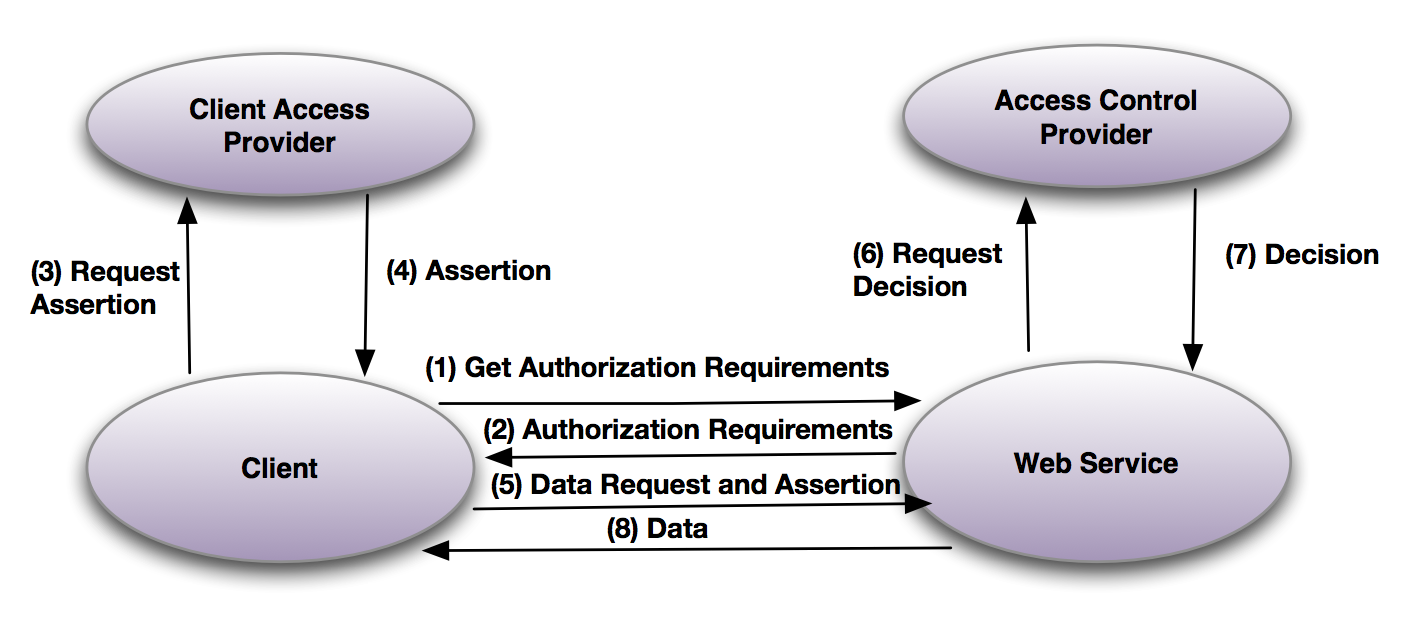 Client Access
Provider
Access Control
Provider
(3) Request
Assertion
(4) Assertion
(6) Request
Decision
(7) Decision
(1) Get Authorization Requirements
(2) Authorization Requirements
Client
Web Service
(5) Data Request and Assertion
(8) Data